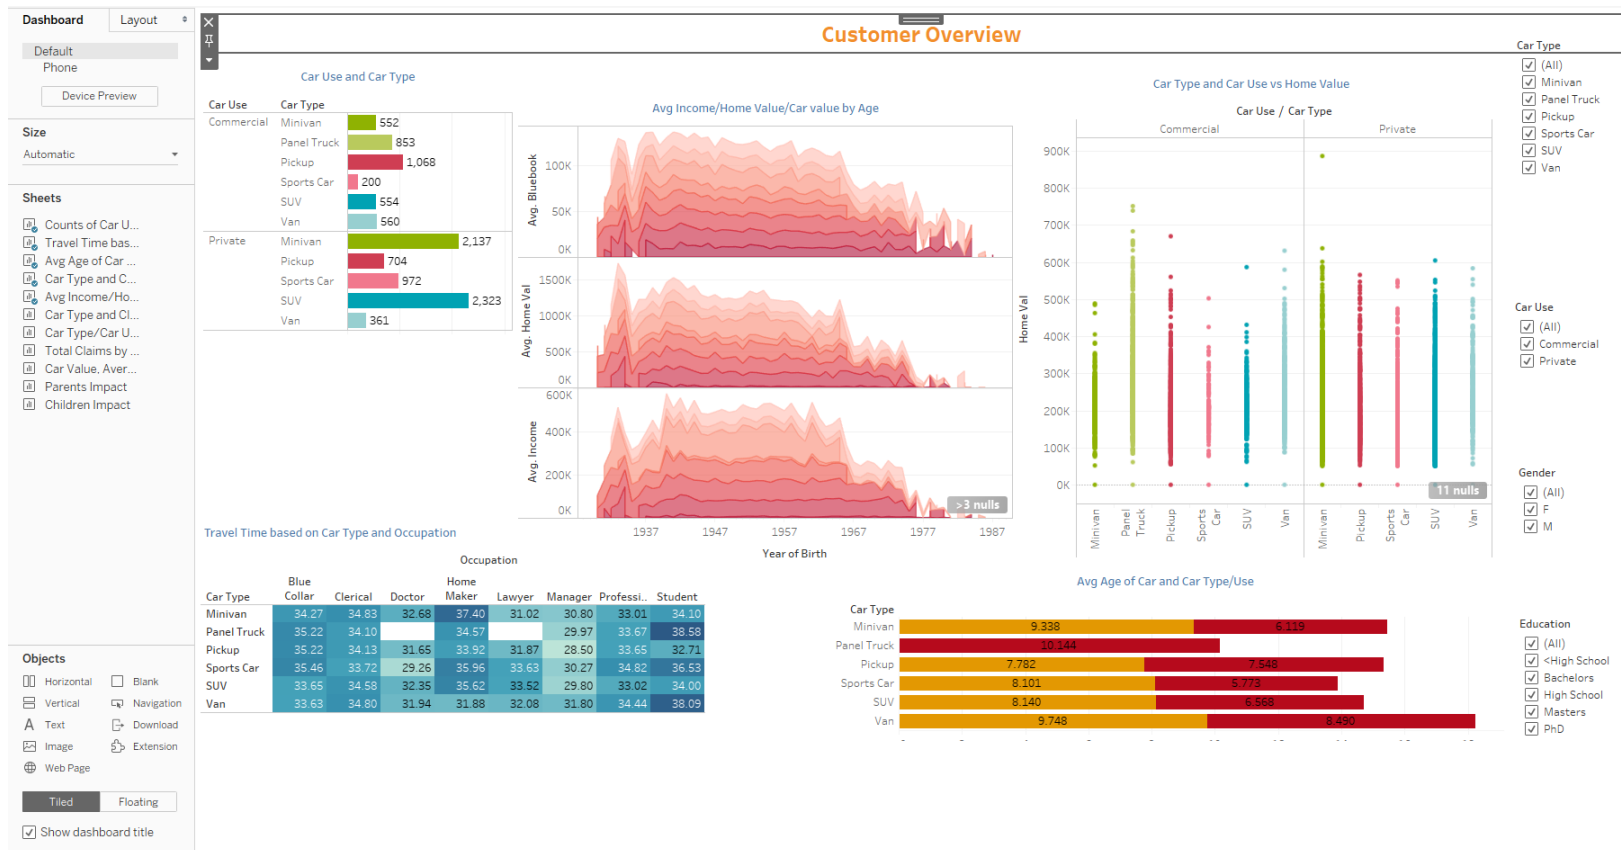 Dashboard
Layout
Default
Phone
Device Preview
Size
Automatic
Sheets
Counts of Car U...
Travel Time bas...
Avg Age of Car ...
Car Type and C...
Avg Income/Ho...
Car Type and Cl...
Car Type/Car U...
Total Claims by ...
Car Value, Aver...
Parents Impact
Children Impact
Objects
Horizontal Blank
Vertical Navigation
Text Download
Image Extension
Web Page
Tiled Floating
Show dashboard title
Customer Overview
Car Use and Car Type
Car Use Car Type
Commercial Minivan 552
Panel Truck 853
Pickup 1,068
Sports Car 200
SUV 554
Van 560
Private Minivan 2,137
Pickup 704
Sports Car 972
SUV 2,323
Van 361
Avg Income/Home Value/Car value by Age
Avg. Bluebook
100K
50K
0K
Avg. Home Val
1500K
1000K
500K
0K
Avg. Income
600K
400K
200K
0K
>3 nulls
1937 1947 1957 1967 1977 1987
Year of Birth
Car Type and Car Use vs Home Value
Car Use / Car Type
Commercial Private
Home Val
900K
800K
700K
600K
500K
400K
300K
200K
100K
0K
11 nulls
Minivan
Panel
Truck
Pickup
Sports
Car
SUV
Van
Minivan
Pickup
Sports
Car
SUV
Van
Travel Time based on Car Type and Occupation
Occupation
Car Type Blue Collar Clerical Doctor Home Maker Lawyer Manager Professi.. Student
Minivan 34.27 34.83 32.68 37.40 31.02 30.80 33.01 34.10
Panel Truck 35.22 34.10 34.57 29.97 33.67 38.58
Pickup 35.22 34.13 31.65 33.92 31.87 28.50 33.65 32.71
Sports Car 35.46 33.72 29.26 35.96 33.63 30.27 34.82 36.53
SUV 33.65 34.58 32.35 35.62 33.52 29.80 33.02 34.00
Van 33.63 34.80 31.94 31.88 32.08 31.80 34.44 38.09
Avg Age of Car and Car Type/Use
Car Type
Minivan 9.338 6.119
Panel Truck 10.144
Pickup 7.782 7.548
Sports Car 8.101 5.773
SUV 8.140 6.568
Van 9.748 8.490
Car Type
(All)
Minivan
Panel Truck
Pickup
Sports Car
SUV
Van
Car Use
(All)
Commercial
Private
Gender
(All)
F
M
Education
(All)
<High School
Bachelors
High School
Masters
PhD